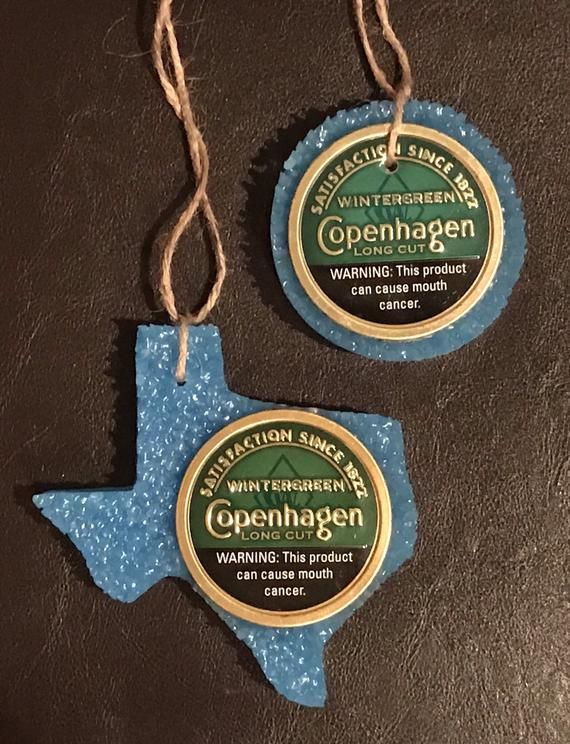 SATISFACTION SINCE 1822
WINTERGREEN
Copenhagen
LONG CUT
WARNING: This product
can cause mouth
cancer.
SATISFACTION SINCE 1822
WINTERGREEN
Copenhagen
LONG CUT
WARNING: This product
can cause mouth
cancer.